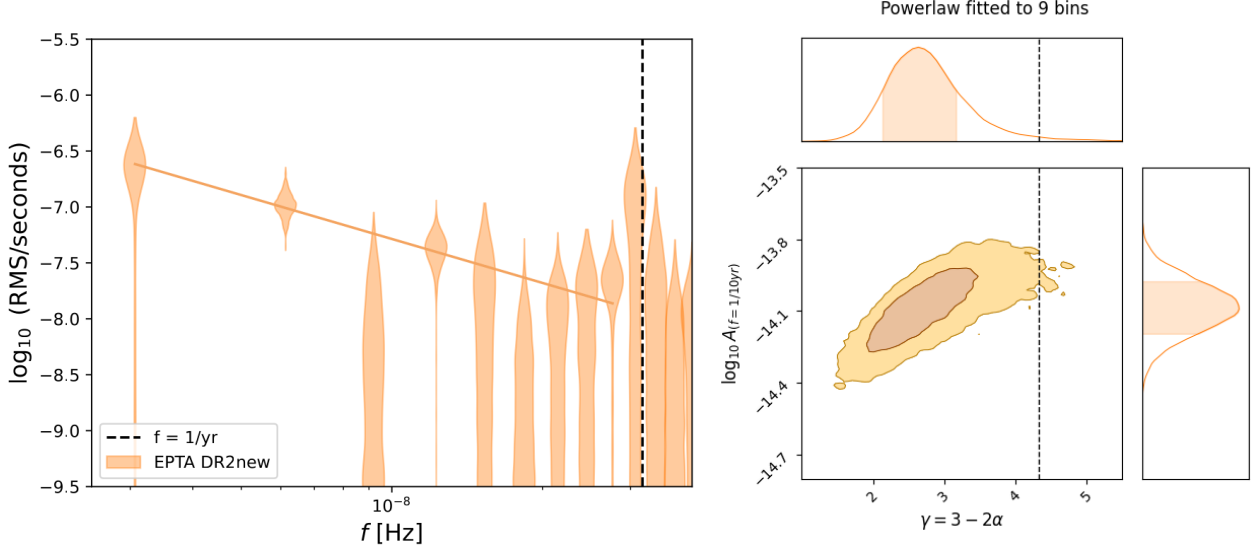 Powerlaw fitted to 9 bins
−5.5
−6.0
−6.5
−7.0
−7.5
−8.0
−8.5
−9.0
−9.5
log₁₀ (RMS/seconds)
f = 1/yr
EPTA DR2new
10⁻⁸
f [Hz]
−13.5
−13.8
−14.1
−14.4
−14.7
log₁₀ A₍f=1/10yr₎
2
3
4
5
γ = 3 − 2α